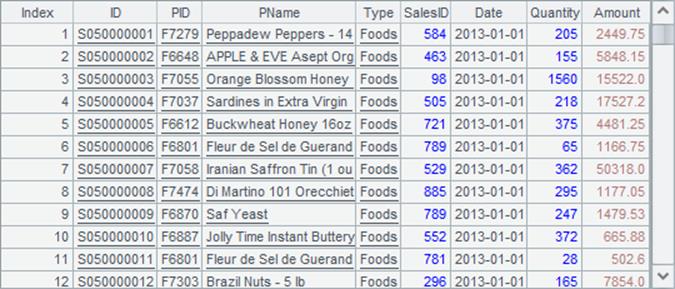 Index ID PID PName Type SalesID Date Quantity Amount
1 S050000001 F7279 Peppadew Peppers - 14 Foods 584 2013-01-01 205 2449.75
2 S050000002 F6648 APPLE & EVE Asept Org Foods 463 2013-01-01 155 5848.15
3 S050000003 F7055 Orange Blossom Honey Foods 98 2013-01-01 1560 15522.0
4 S050000004 F7037 Sardines in Extra Virgin Foods 505 2013-01-01 218 17527.2
5 S050000005 F6612 Buckwheat Honey 16oz Foods 721 2013-01-01 375 4481.25
6 S050000006 F6801 Fleur de Sel de Guerand Foods 789 2013-01-01 65 1166.75
7 S050000007 F7058 Iranian Saffron Tin (1 ou Foods 529 2013-01-01 362 50318.0
8 S050000008 F7474 Di Martino 101 Orecchiet Foods 885 2013-01-01 295 1177.05
9 S050000009 F6870 Saf Yeast Foods 789 2013-01-01 247 1479.53
10 S050000010 F6887 Jolly Time Instant Buttery Foods 552 2013-01-01 372 665.88
11 S050000011 F6801 Fleur de Sel de Guerand Foods 781 2013-01-01 28 502.6
12 S050000012 F7303 Brazil Nuts - 5 lb Foods 296 2013-01-01 165 7854.0